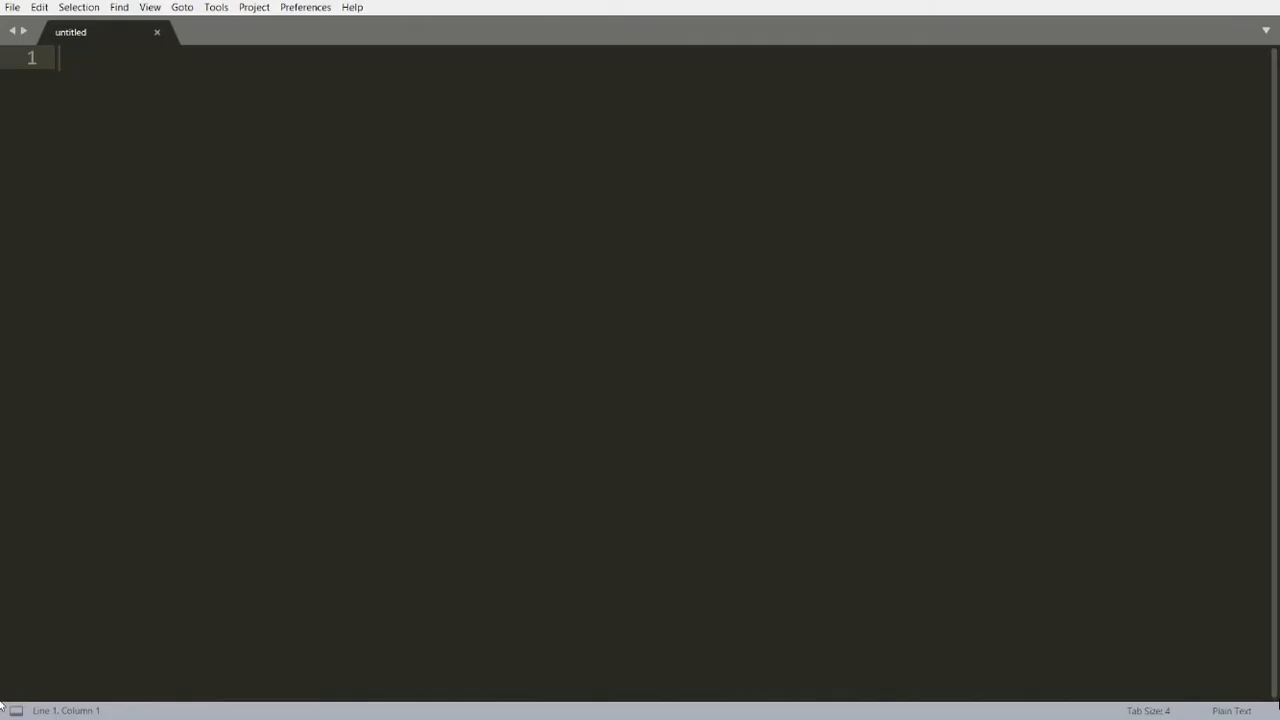 File Edit Selection Find View Goto Tools Project Preferences Help
untitled
1
Line 1, Column 1 Tab Size: 4 Plain Text